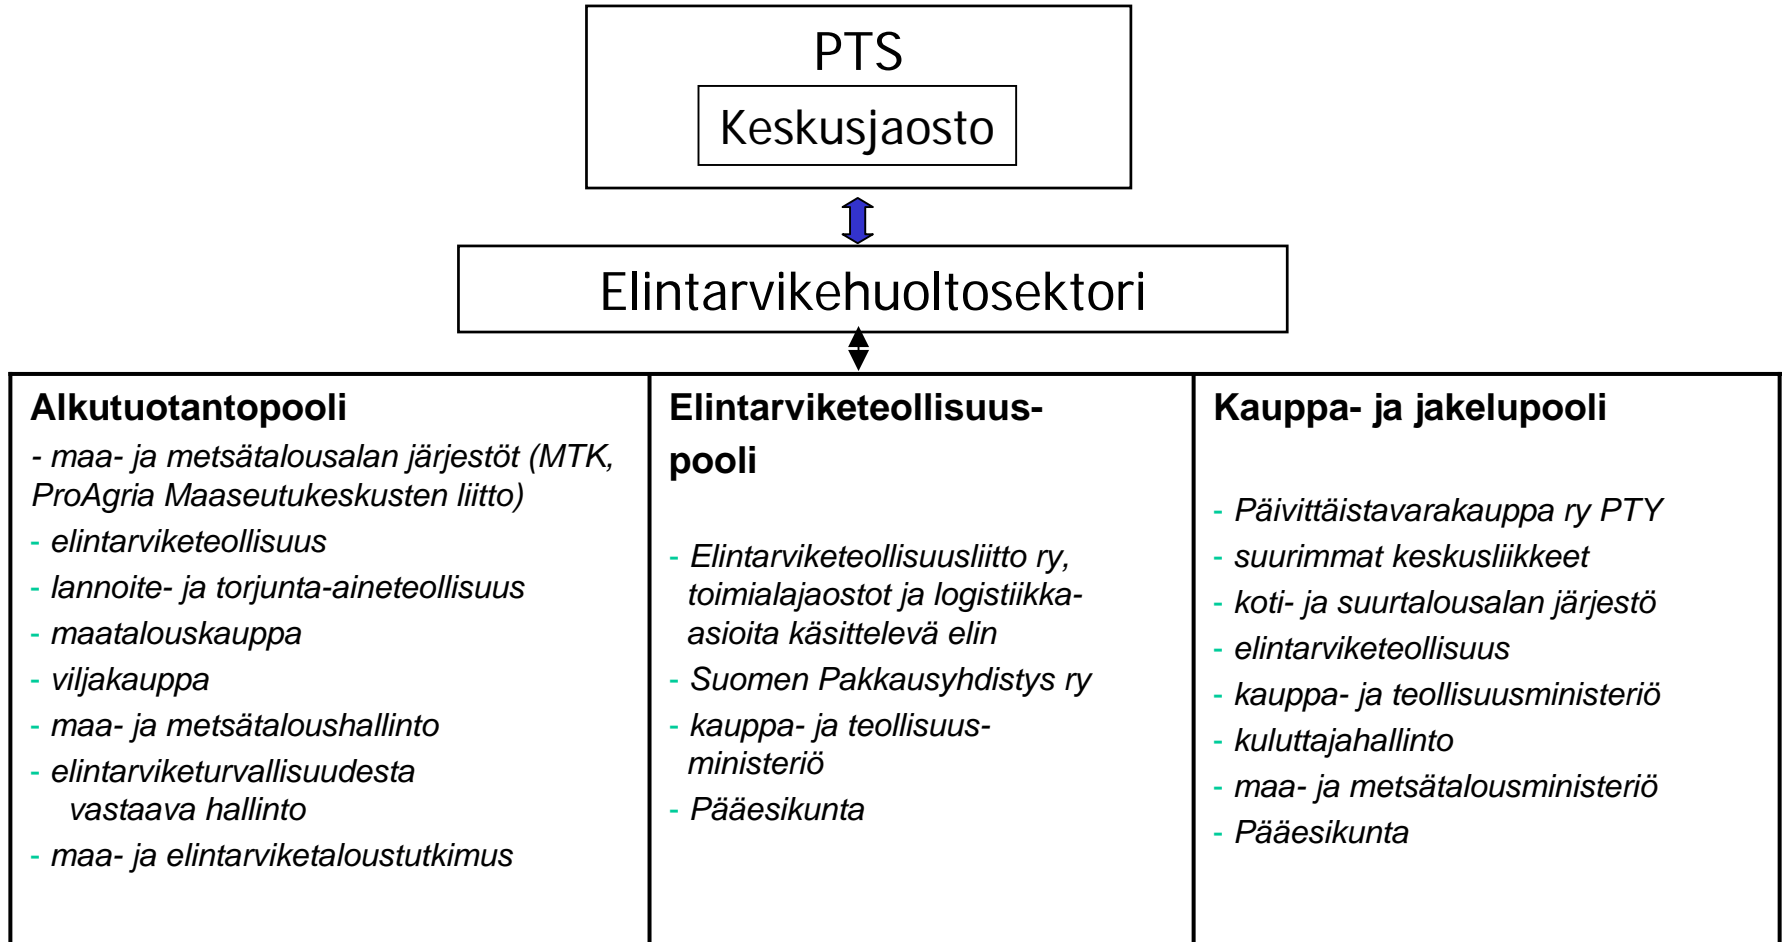 PTS
Keskusjaosto
Elintarvikehuoltosektori
Alkutuotantopooli
- maa- ja metsätalousalan järjestöt (MTK,
ProAgria Maaseutukeskusten liitto)
- elintarviketeollisuus
- lannoite- ja torjunta-aineteollisuus
- maatalouskauppa
- viljakauppa
- maa- ja metsätaloushallinto
- elintarviketurvallisuudesta
vastaava hallinto
- maa- ja elintarviketaloustutkimus
Elintarviketeollisuus-
pooli
- Elintarviketeollisuusliitto ry,
toimialajaostot ja logistiikka-
asioita käsittelevä elin
- Suomen Pakkausyhdistys ry
- kauppa- ja teollisuus-
ministeriö
- Pääesikunta
Kauppa- ja jakelupooli
- Päivittäistavarakauppa ry PTY
- suurimmat keskusliikkeet
- koti- ja suurtalousalan järjestö
- elintarviketeollisuus
- kauppa- ja teollisuusministeriö
- kuluttajahallinto
- maa- ja metsätalousministeriö
- Pääesikunta